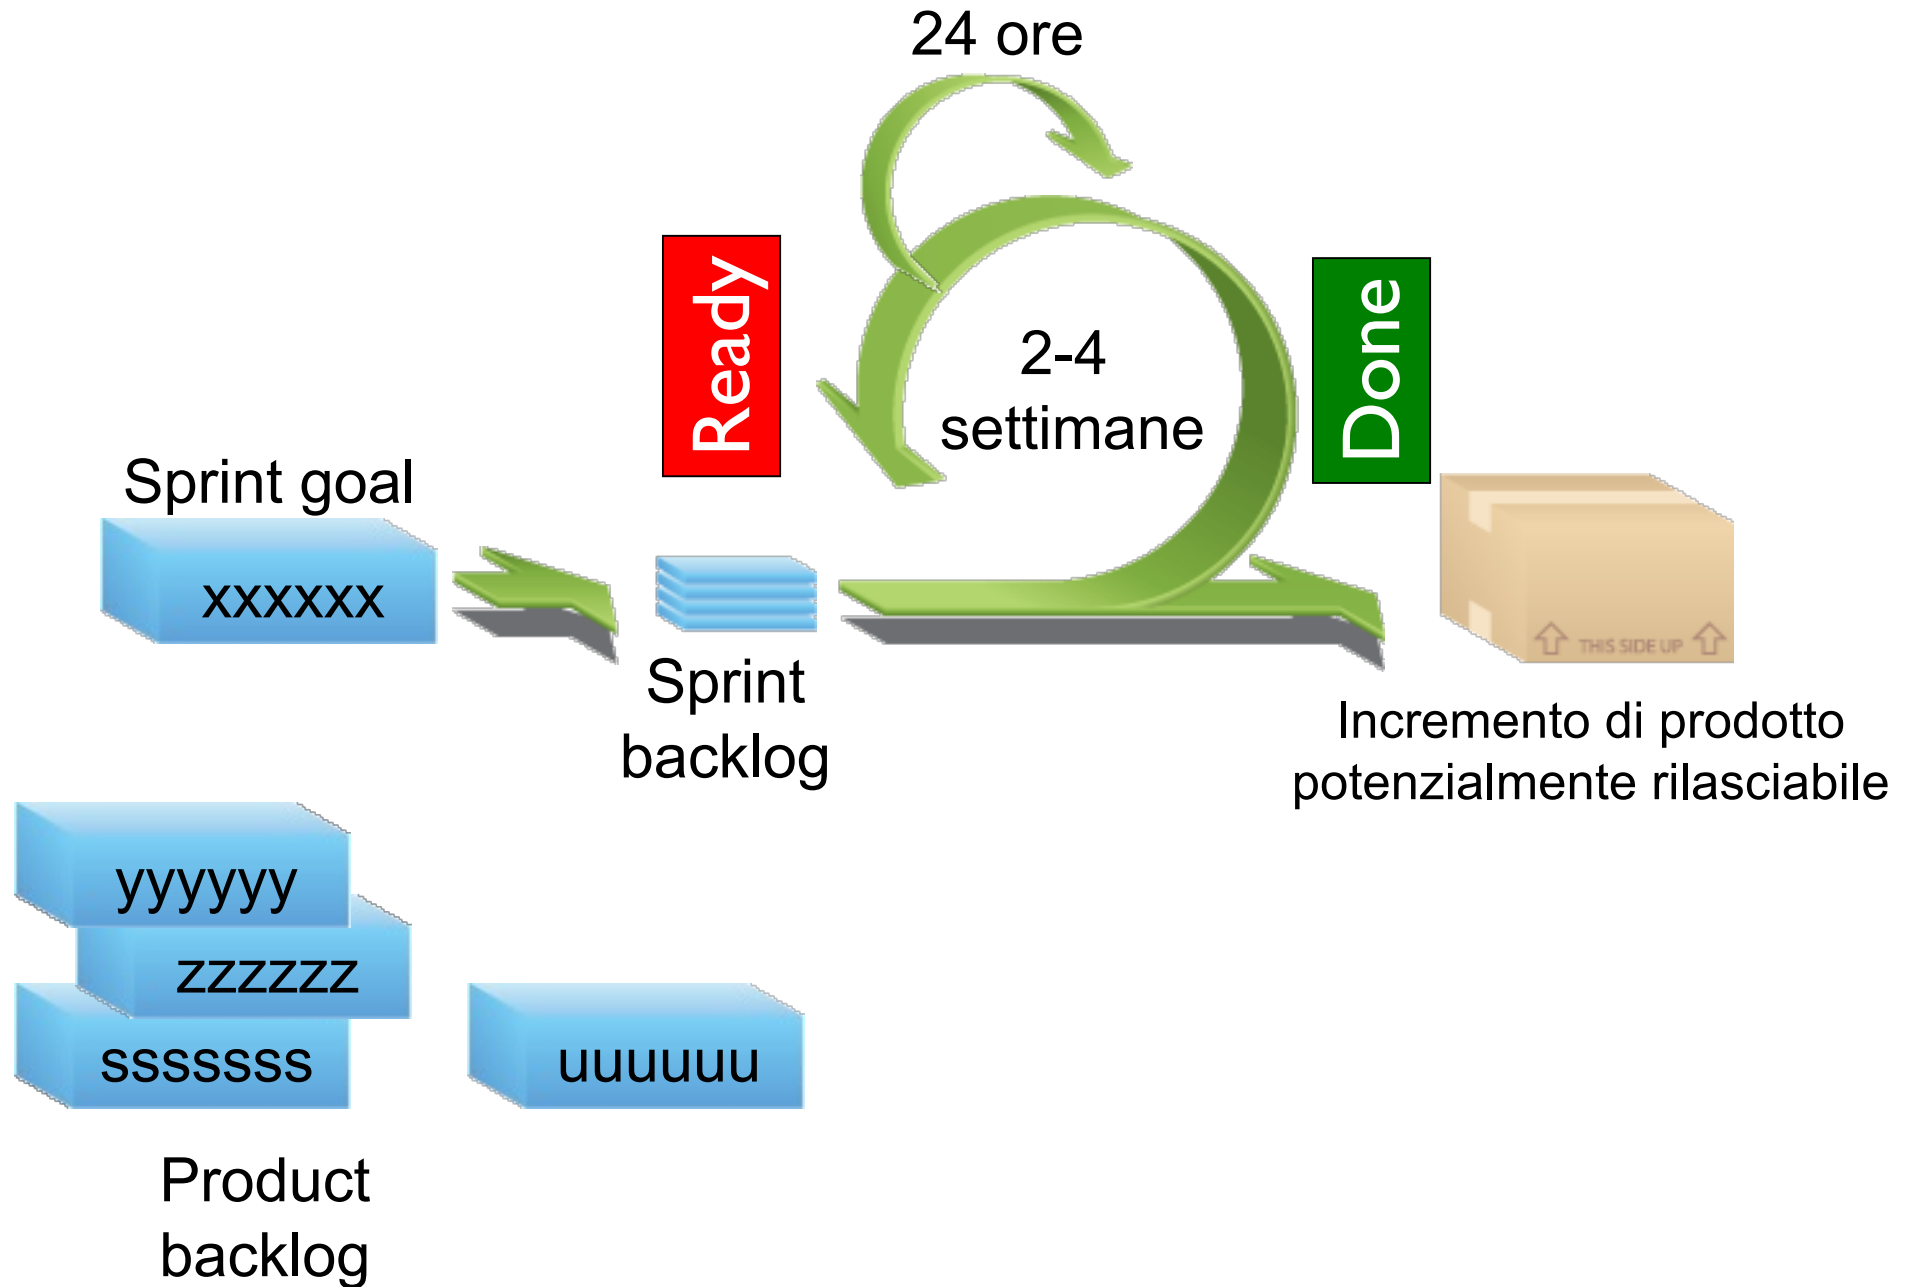 24 ore
Ready
Done
2-4
settimane
Sprint goal
xxxxxx
THIS SIDE UP
Sprint
backlog
Incremento di prodotto
potenzialmente rilasciabile
yyyyyy
zzzzzz
sssssss
uuuuuu
Product
backlog